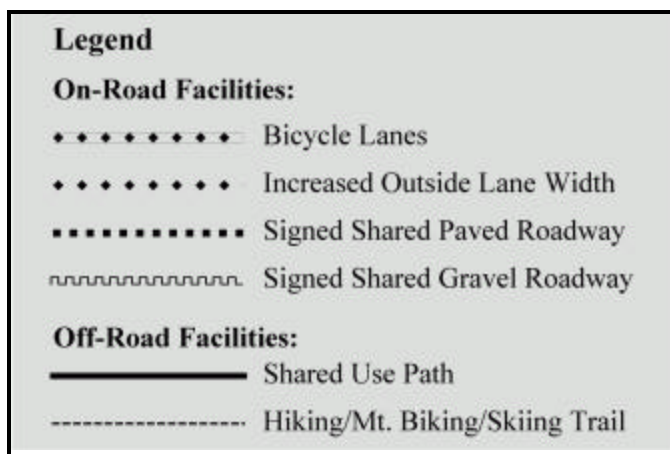 Legend
On-Road Facilities:
Bicycle Lanes
Increased Outside Lane Width
Signed Shared Paved Roadway
Signed Shared Gravel Roadway
Off-Road Facilities:
Shared Use Path
Hiking/Mt. Biking/Skiing Trail